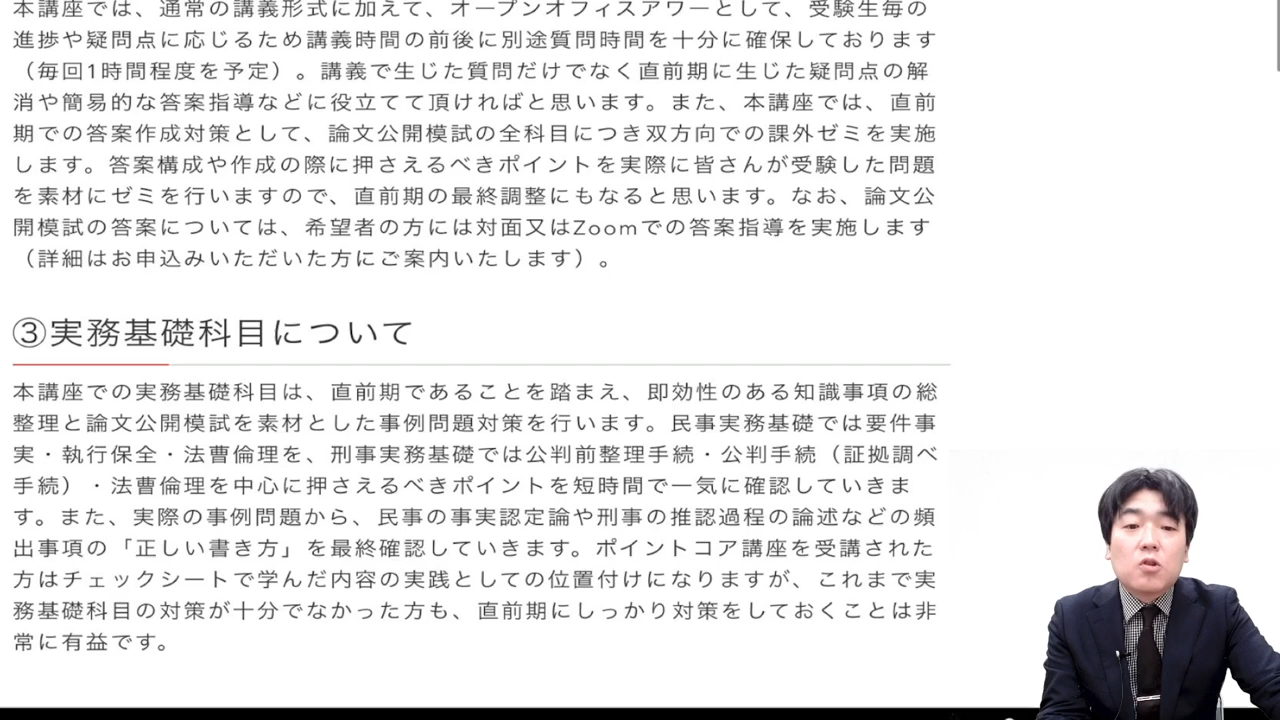 本講座では、通常の講義形式に加えて、オープンオフィスアワーとして、受験生毎の
進捗や疑問点に応じるため講義時間の前後に別途質問時間を十分に確保しております
（毎回1時間程度を予定）。講義で生じた質問だけでなく直前期に生じた疑問点の解
消や簡易的な答案指導などに役立てて頂ければと思います。また、本講座では、直前
期での答案作成対策として、論文公開模試の全科目につき双方向での課外ゼミを実施
します。答案構成や作成の際に押さえるべきポイントを実際に皆さんが受験した問題
を素材にゼミを行いますので、直前期の最終調整にもなると思います。なお、論文公
開模試の答案については、希望者の方には対面又はZoomでの答案指導を実施します
（詳細はお申込みいただいた方にご案内いたします）。
③実務基礎科目について
本講座での実務基礎科目は、直前期であることを踏まえ、即効性のある知識事項の総
整理と論文公開模試を素材とした事例問題対策を行います。民事実務基礎では要件事
実・執行保全・法曹倫理を、刑事実務基礎では公判前整理手続・公判手続（証拠調べ
手続）・法曹倫理を中心に押さえるべきポイントを短時間で一気に確認していきま
す。また、実際の事例問題から、民事の事実認定論や刑事の推認過程の論述などの頻
出事項の「正しい書き方」を最終確認していきます。ポイントコア講座を受講された
方はチェックシートで学んだ内容の実践としての位置付けになりますが、これまで実
務基礎科目の対策が十分でなかった方も、直前期にしっかり対策をしておくことは非
常に有益です。